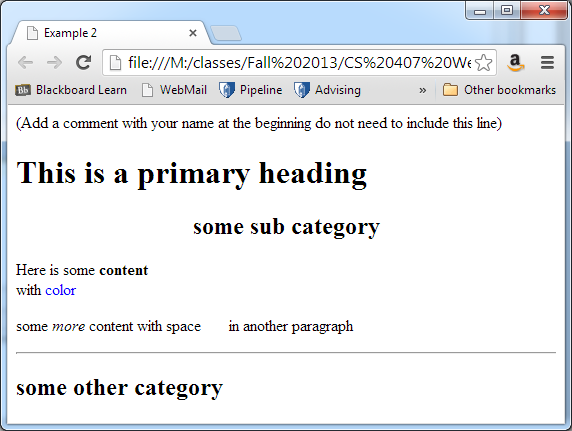 Example 2
file:///M:/classes/Fall%202013/CS%20407%20We
Bb Blackboard Learn WebMail Pipeline Advising » Other bookmarks
(Add a comment with your name at the beginning do not need to include this line)
This is a primary heading
some sub category
Here is some content
with color
some more content with space in another paragraph
some other category